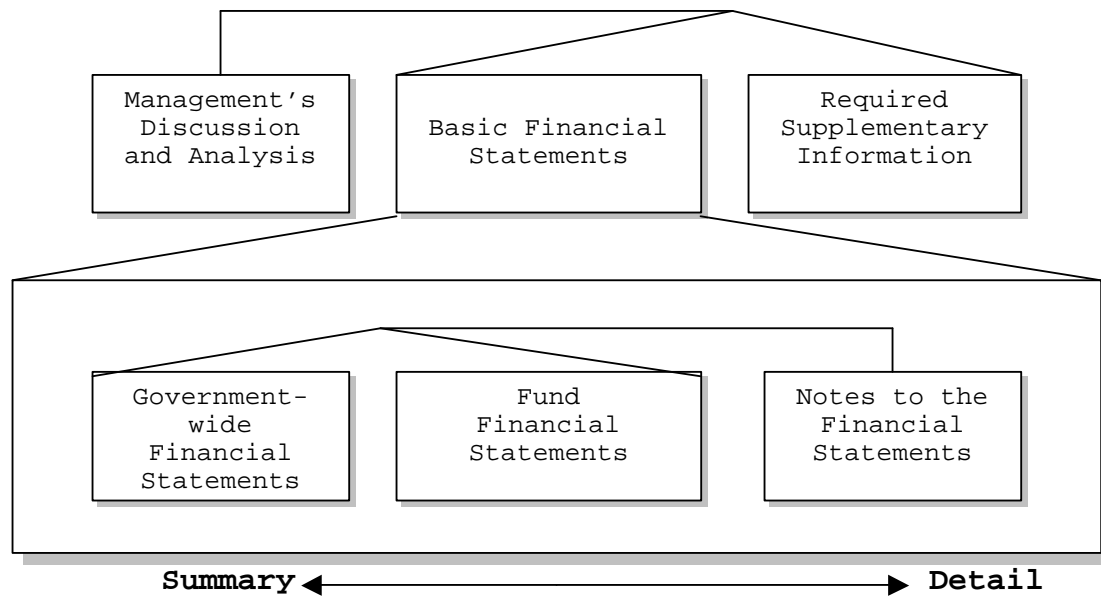 Management's
Discussion
and Analysis
Basic Financial
Statements
Required
Supplementary
Information
Government-
wide
Financial
Statements
Fund
Financial
Statements
Notes to the
Financial
Statements
Summary
Detail